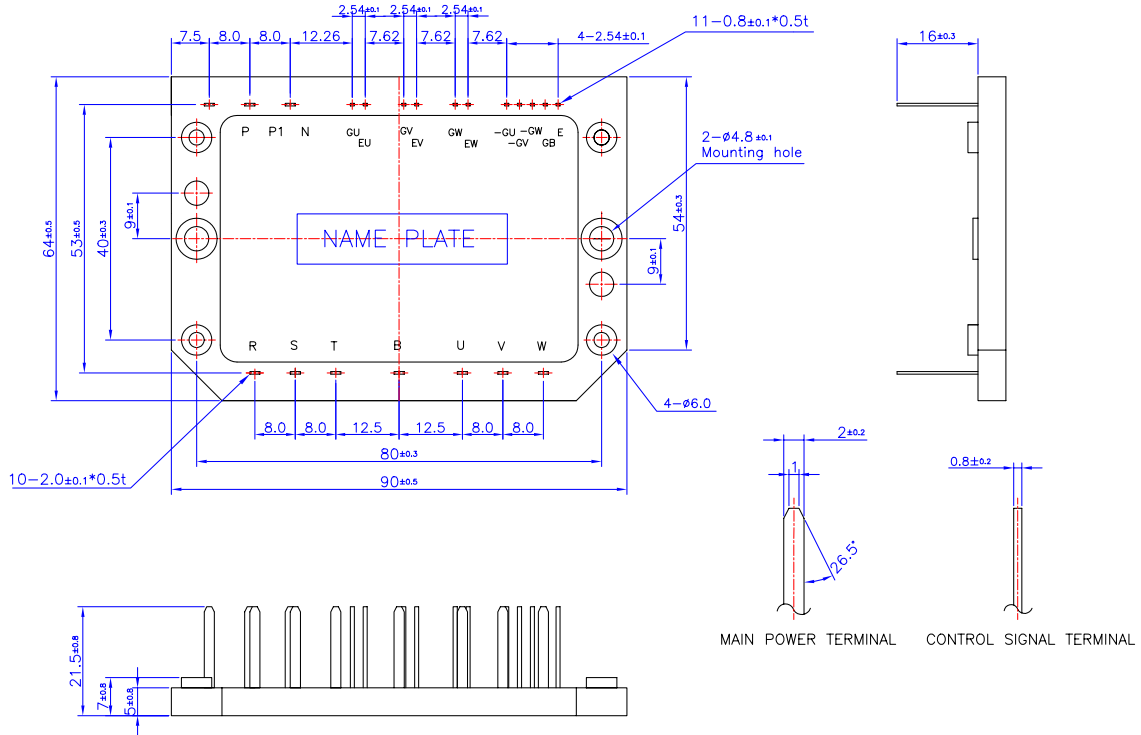 2.54±0.1 2.54±0.1 2.54±0.1
7.5 8.0 8.0 12.26 7.62 7.62 7.62 4-2.54±0.1
11-0.8±0.1*0.5t
16±0.3
P P1 N GU GV GW -GU -GW E
EU EV EW -GV GB
2-ø4.8±0.1
Mounting hole
64±0.5
53±0.5
40±0.3
9±0.1
NAME PLATE
54±0.3
9±0.1
R S T B U V W
4-ø6.0
8.0 8.0 12.5 12.5 8.0 8.0
80±0.3
90±0.5
10-2.0±0.1*0.5t
2±0.2
1
26.5°
0.8±0.2
MAIN POWER TERMINAL
CONTROL SIGNAL TERMINAL
21.5±0.8
7±0.8
5±0.8